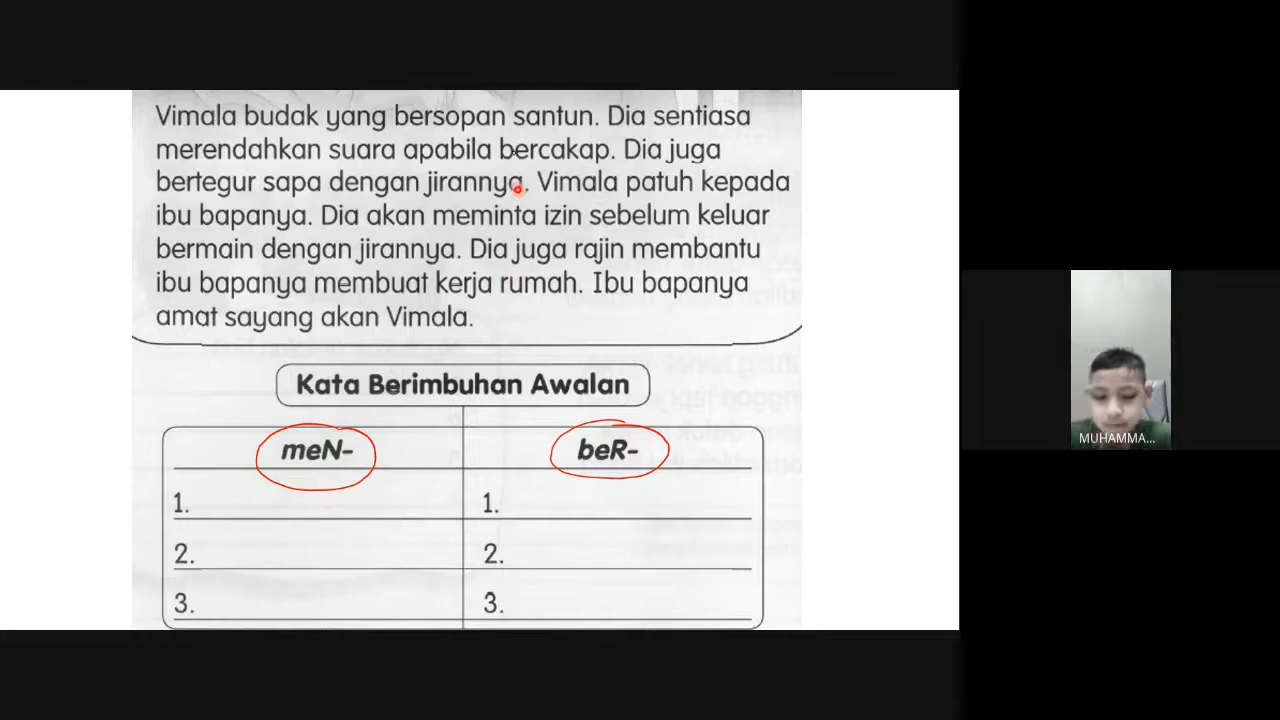 Vimala budak yang bersopan santun. Dia sentiasa
merendahkan suara apabila bercakap. Dia juga
bertegur sapa dengan jirannya. Vimala patuh kepada
ibu bapanya. Dia akan meminta izin sebelum keluar
bermain dengan jirannya. Dia juga rajin membantu
ibu bapanya membuat kerja rumah. Ibu bapanya
amat sayang akan Vimala.
Kata Berimbuhan Awalan
meN-
beR-
1.
1.
2.
2.
3.
3.
MUHAMMA...